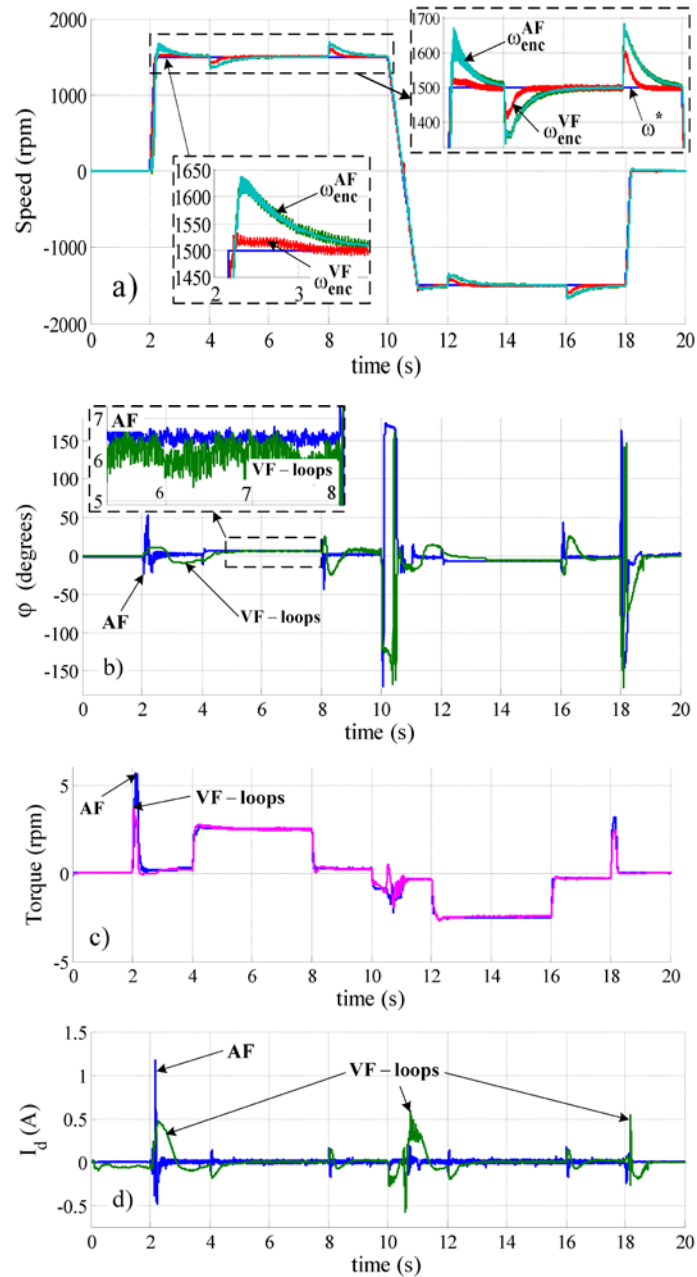 2000
1000
0
-1000
-2000
Speed (rpm)
a)
1700
1600
1500
1400
ω_enc^AF
ω_enc^VF
ω*
1650
1600
1550
1500
1450
2 3
ω_enc^AF
ω_enc^VF
0 2 4 6 8 10 12 14 16 18 20
time (s)
7
6
5
AF
VF – loops
6 7 8
150
100
50
0
-50
-100
-150
φ (degrees)
AF
VF – loops
b)
0 2 4 6 8 10 12 14 16 18 20
time (s)
5
0
-5
Torque (rpm)
AF
VF – loops
c)
0 2 4 6 8 10 12 14 16 18 20
time (s)
1.5
1
0.5
0
-0.5
I_d (A)
AF
VF – loops
d)
0 2 4 6 8 10 12 14 16 18 20
time (s)